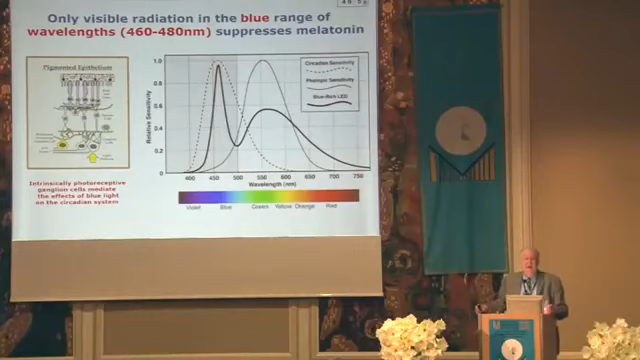 Only visible radiation in the blue range of
wavelengths (460-480nm) suppresses melatonin
Pigmented Epithelium
Intrinsically photoreceptive
ganglion cells mediate
the effects of blue light
on the circadian system
Relative Sensitivity
1.0
0.8
0.6
0.4
0.2
0
Circadian Sensitivity
Photopic Sensitivity
Blue-Rich LED
400 450 500 550 600 650 700 750
Wavelength (nm)
Violet Blue Green Yellow Orange Red